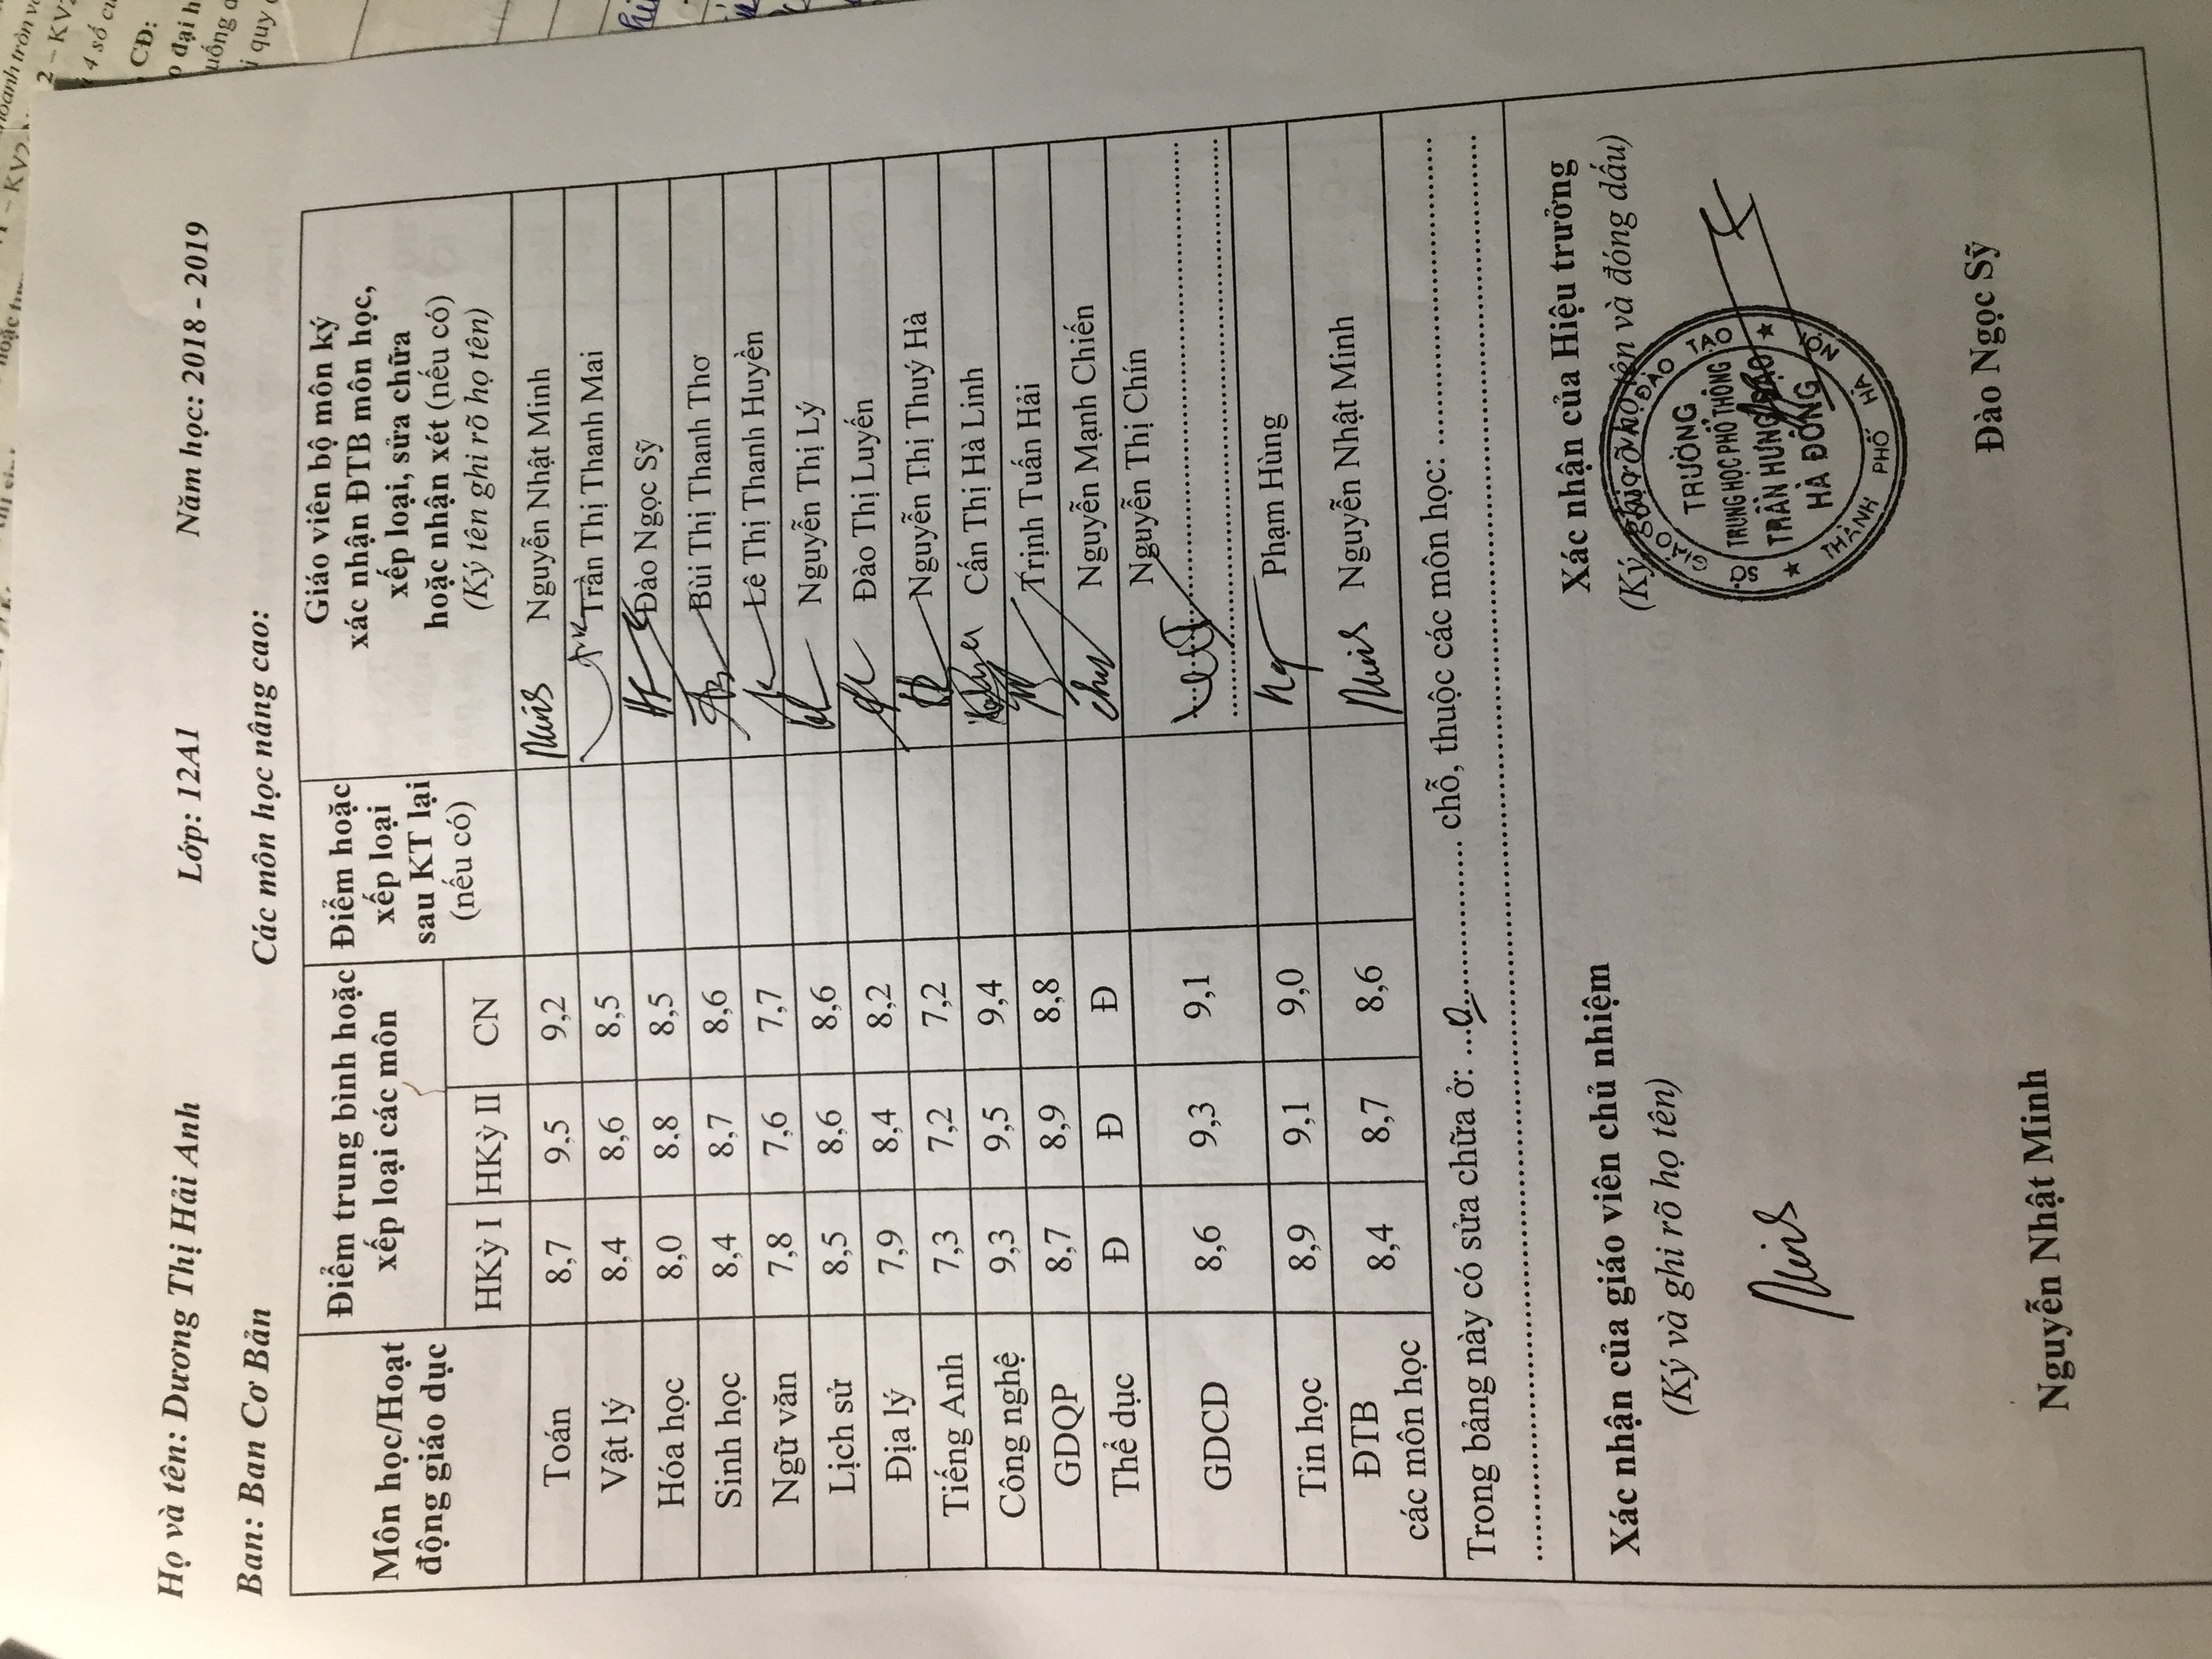 Họ và tên: Dương Thị Hải Anh Lớp: 12A1 Năm học: 2018 - 2019
Ban: Ban Cơ Bản Các môn học nâng cao:
Môn học/Hoạt động giáo dục
Điểm trung bình hoặc xếp loại các môn
HKỳ I HKỳ II CN
Điểm hoặc xếp loại sau KT lại (nếu có)
Giáo viên bộ môn ký
xác nhận ĐTB môn học,
xếp loại, sửa chữa
hoặc nhận xét (nếu có)
(Ký tên ghi rõ họ tên)
Toán 8,7 9,5 9,2 Nguyễn Nhật Minh
Vật lý 8,4 8,6 8,5 Trần Thị Thanh Mai
Hóa học 8,0 8,8 8,5 Đào Ngọc Sỹ
Sinh học 8,4 8,7 8,6 Bùi Thị Thanh Thơ
Ngữ văn 7,8 7,6 7,7 Lê Thị Thanh Huyền
Lịch sử 8,5 8,6 8,6 Nguyễn Thị Lý
Địa lý 7,9 8,4 8,2 Đào Thị Luyến
Tiếng Anh 7,3 7,2 7,2 Nguyễn Thị Thuý Hà
Công nghệ 9,3 9,5 9,4 Cấn Thị Hà Linh
GDQP 8,7 8,9 8,8 Trịnh Tuấn Hải
Thể dục Đ Đ Đ Nguyễn Mạnh Chiến
GDCD 8,6 9,3 9,1 Nguyễn Thị Chín
Tin học 8,9 9,1 9,0 Phạm Hùng
ĐTB các môn học 8,4 8,7 8,6 Nguyễn Nhật Minh
Trong bảng này có sửa chữa ở: ...0................. chỗ, thuộc các môn học: ................................
Xác nhận của giáo viên chủ nhiệm
(Ký và ghi rõ họ tên)
Xác nhận của Hiệu trưởng
(Ký, ghi rõ họ tên và đóng dấu)
SỞ GIÁO DỤC VÀ ĐÀO TẠO
TRƯỜNG
TRUNG HỌC PHỔ THÔNG
TRẦN HƯNG ĐẠO
HÀ ĐÔNG
THÀNH PHỐ HÀ NỘI
Nguyễn Nhật Minh
Đào Ngọc Sỹ